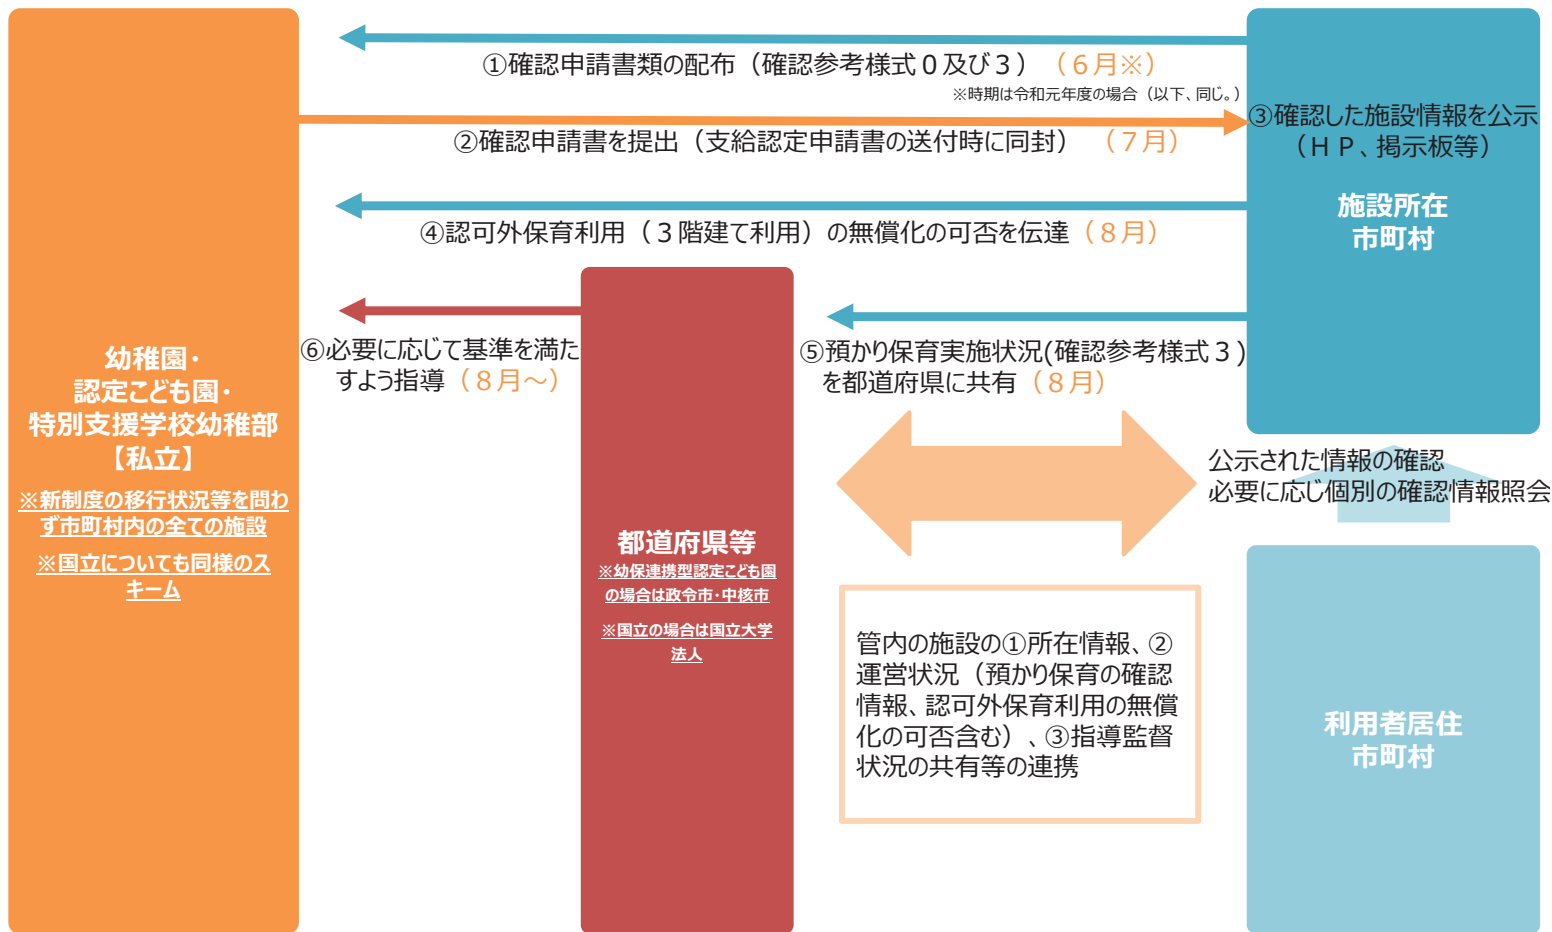 ①確認申請書類の配布（確認参考様式０及び３）（６月※）
※時期は令和元年度の場合（以下、同じ。）
②確認申請書を提出（支給認定申請書の送付時に同封）（７月）
③確認した施設情報を公示
（ＨＰ、掲示板等）
施設所在
市町村
④認可外保育利用（３階建て利用）の無償化の可否を伝達（８月）
⑤預かり保育実施状況(確認参考様式３)
を都道府県に共有（８月）
⑥必要に応じて基準を満た
すよう指導（８月～）
幼稚園・
認定こども園・
特別支援学校幼稚部
【私立】
※新制度の移行状況等を問わ
ず市町村内の全ての施設
※国立についても同様のス
キーム
都道府県等
※幼保連携型認定こども園
の場合は政令市・中核市
※国立の場合は国立大学
法人
公示された情報の確認
必要に応じ個別の確認情報照会
管内の施設の①所在情報、②
運営状況（預かり保育の確認
情報、認可外保育利用の無償
化の可否含む）、③指導監督
状況の共有等の連携
利用者居住
市町村